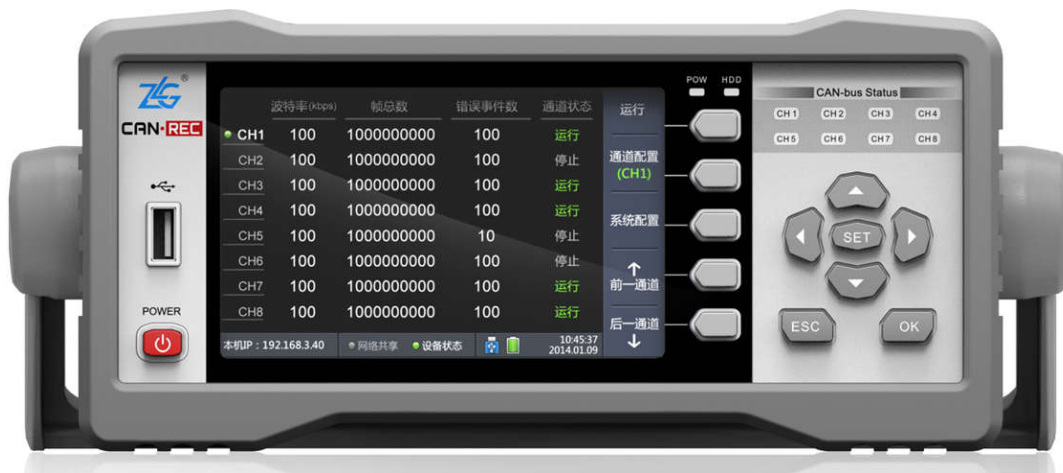 ZLG®
CAN-REC
POWER
波特率(kbps) 帧总数 错误事件数 通道状态
CH1 100 1000000000 100 运行
CH2 100 1000000000 100 停止
CH3 100 1000000000 100 运行
CH4 100 1000000000 100 运行
CH5 100 1000000000 10 停止
CH6 100 1000000000 100 停止
CH7 100 1000000000 100 运行
CH8 100 1000000000 100 运行
本机IP：192.168.3.40 网络共享 设备状态 10:45:37
2014.01.09
运行
通道配置
(CH1)
系统配置
↑
前一通道
后一通道
↓
POW HDD
CAN-bus Status
CH1 CH2 CH3 CH4
CH5 CH6 CH7 CH8
SET
ESC OK